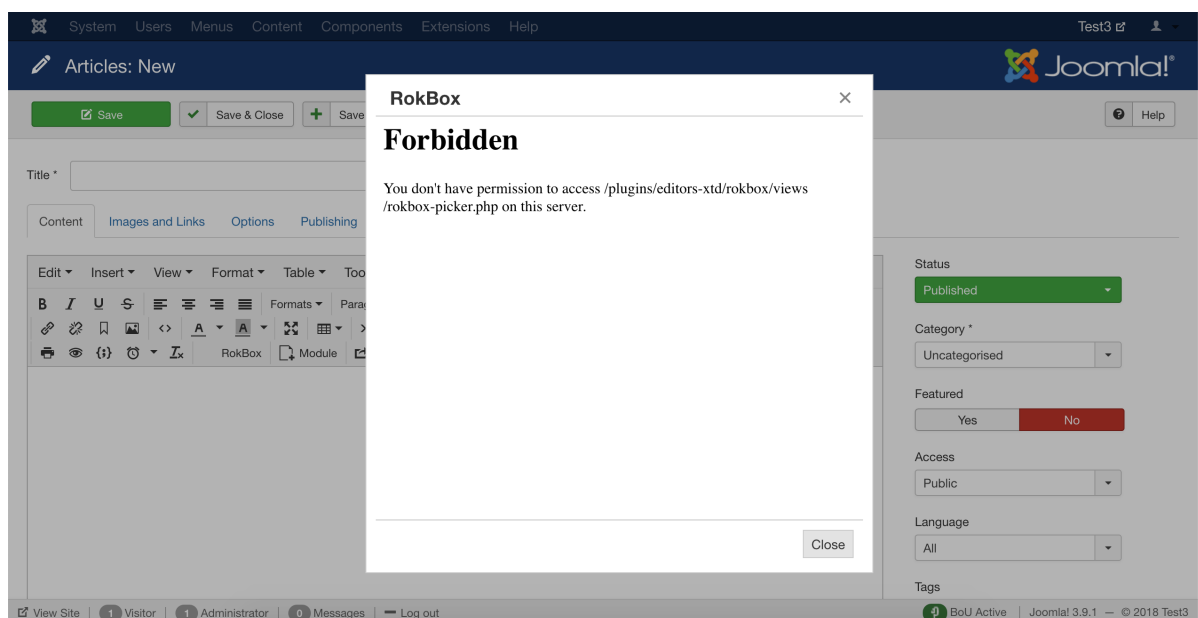 System Users Menus Content Components Extensions Help Test3
Articles: New Joomla!®
Save Save & Close Save Help
RokBox ×
Forbidden
You don't have permission to access /plugins/editors-xtd/rokbox/views
/rokbox-picker.php on this server.
Title *
Content Images and Links Options Publishing
Edit Insert View Format Table Too
B I U S Formats Para
A A
Ix RokBox Module
Status
Published
Category *
Uncategorised
Featured
Yes No
Access
Public
Language
All
Tags
Close
View Site 1 Visitor 1 Administrator 0 Messages Log out BoU Active Joomla! 3.9.1 — © 2018 Test3